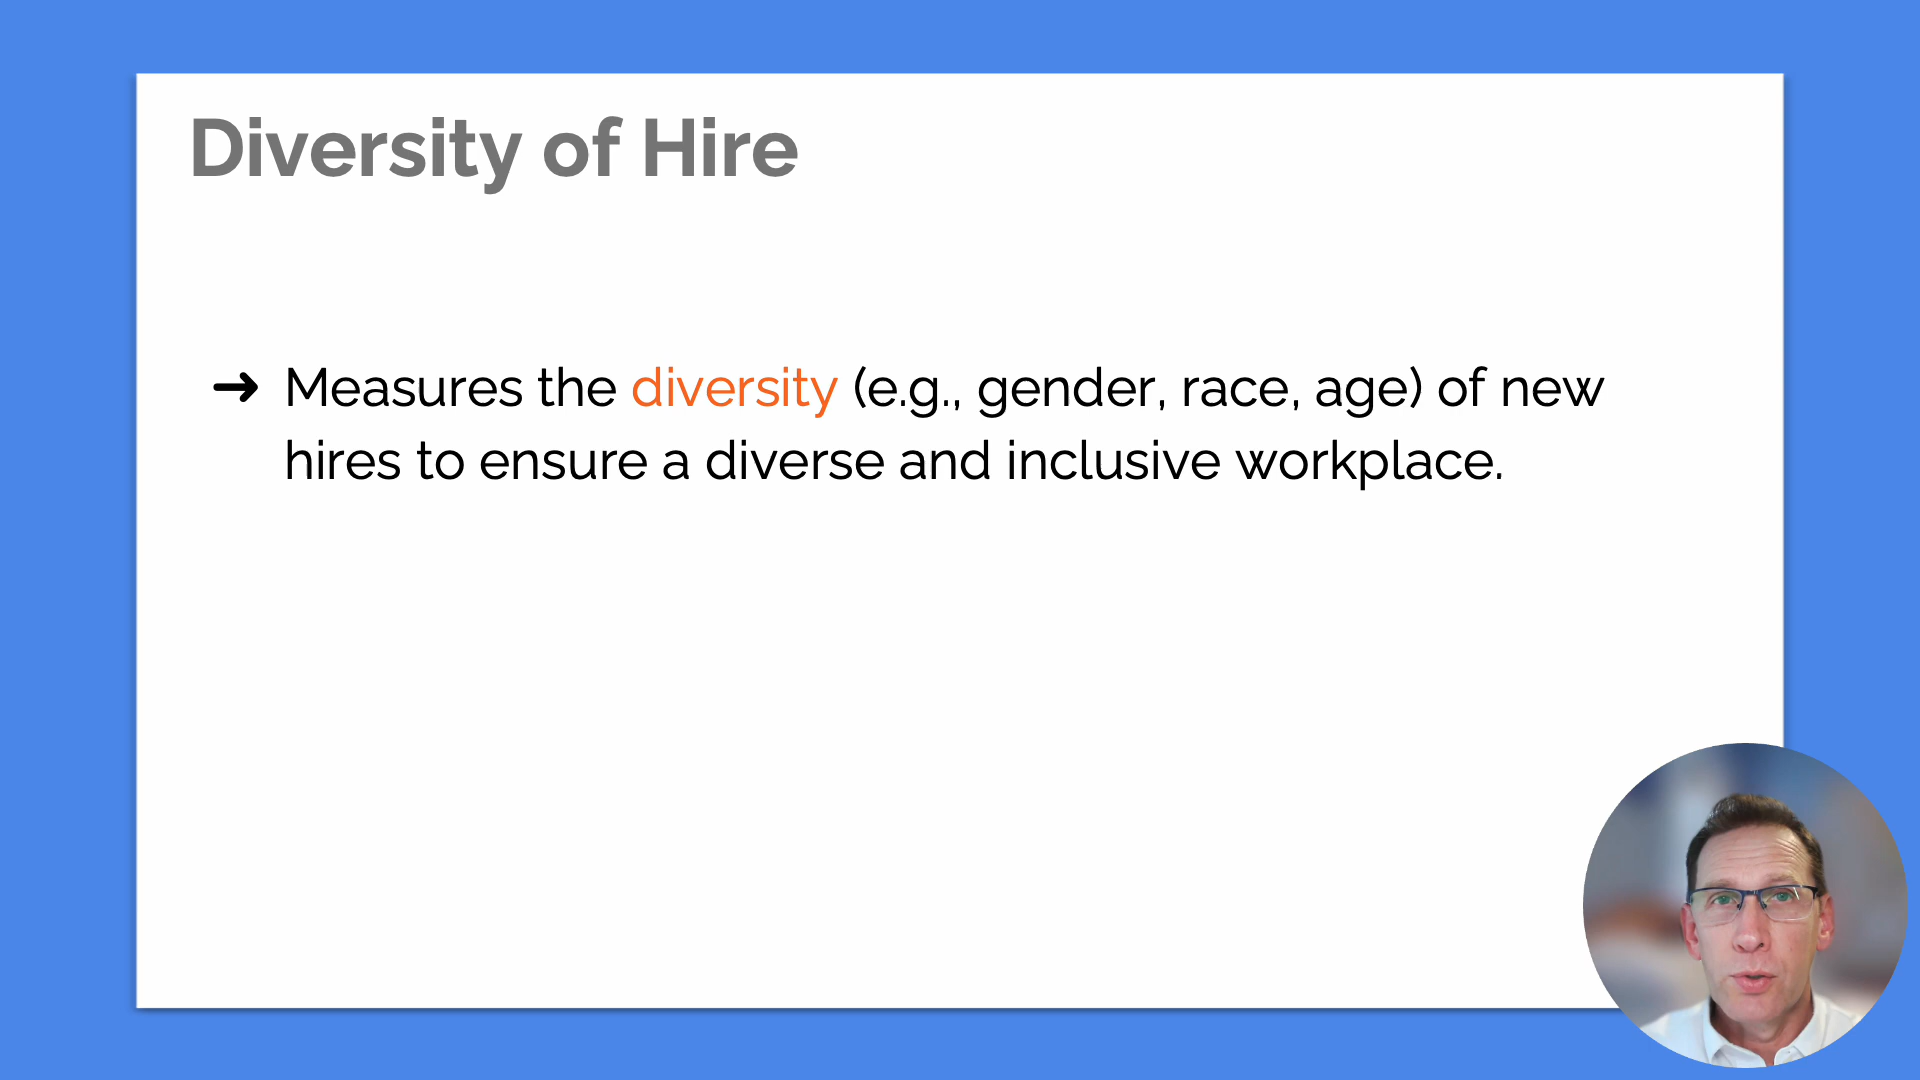 Diversity of Hire
➜ Measures the diversity (e.g., gender, race, age) of new
hires to ensure a diverse and inclusive workplace.